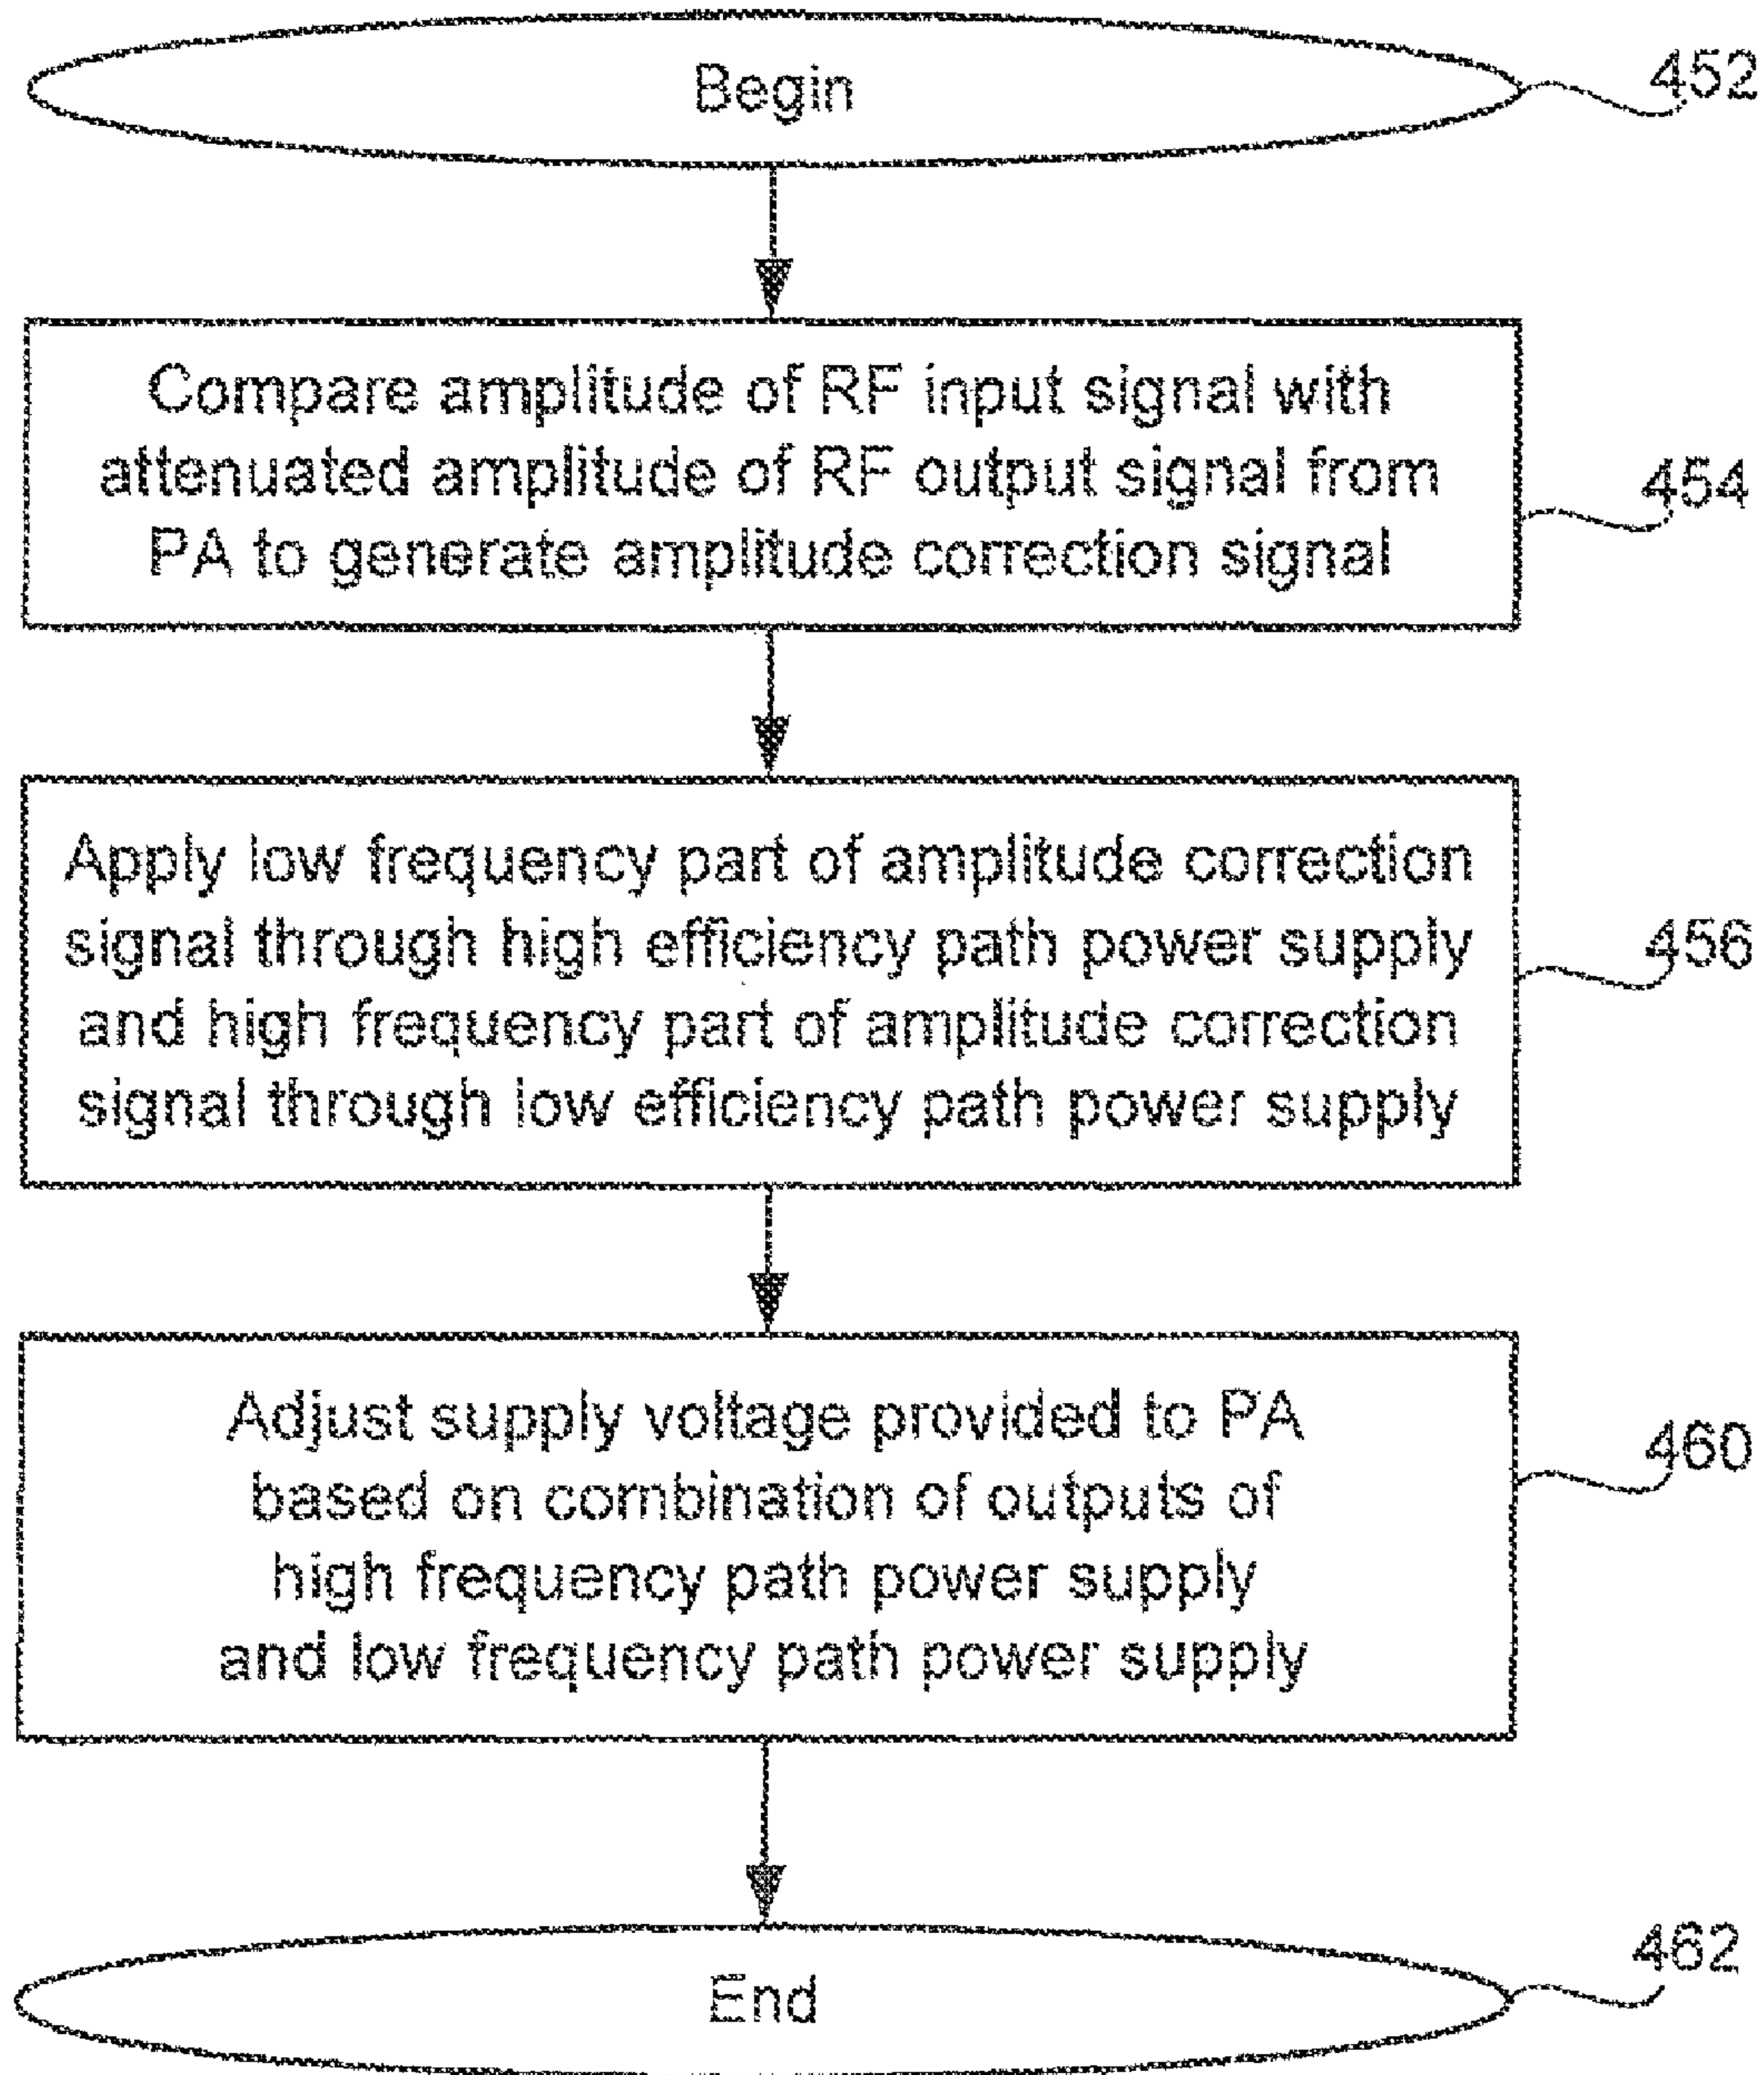 Begin
452
Compare amplitude of RF input signal with
attenuated amplitude of RF output signal from
PA to generate amplitude correction signal
454
Apply low frequency part of amplitude correction
signal through high efficiency path power supply
and high frequency part of amplitude correction
signal through low efficiency path power supply
456
Adjust supply voltage provided to PA
based on combination of outputs of
high frequency path power supply
and low frequency path power supply
460
End
462